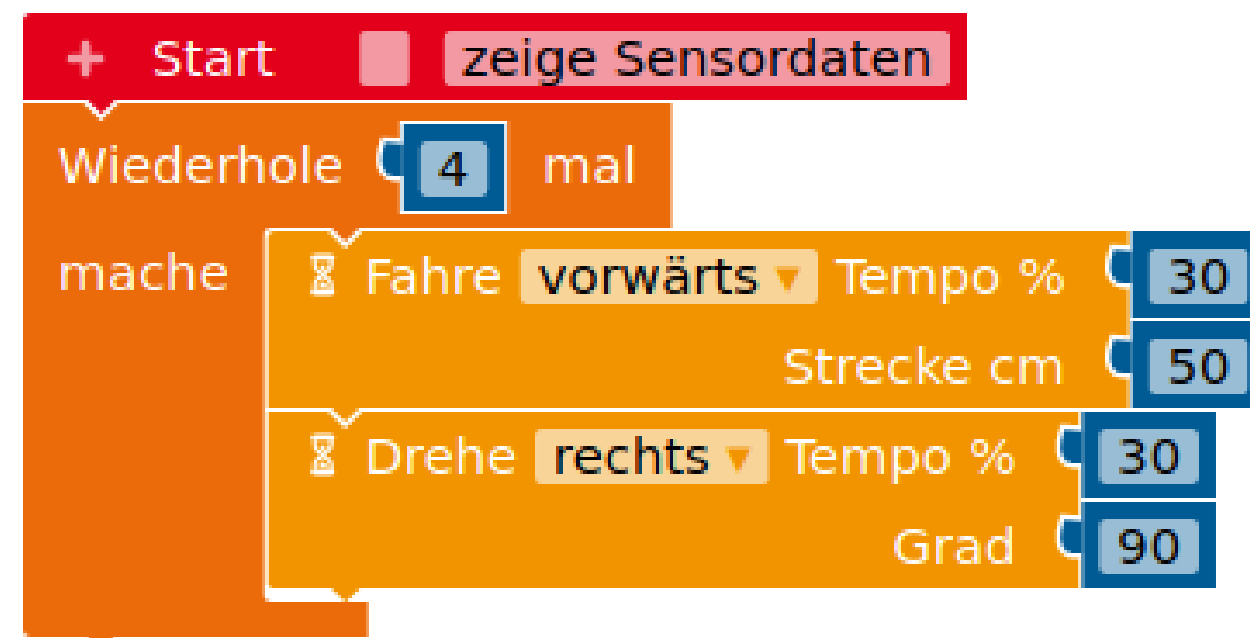 + Start zeige Sensordaten
Wiederhole 4 mal
mache Fahre vorwärts Tempo % 30
Strecke cm 50
Drehe rechts Tempo % 30
Grad 90